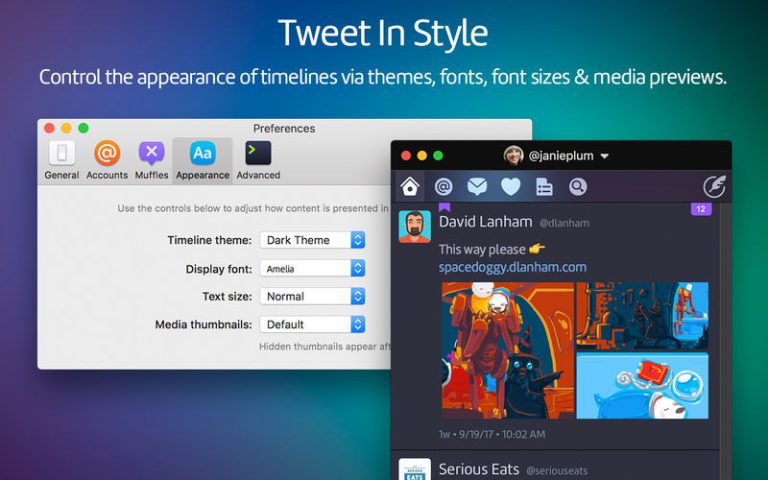 Tweet In Style
Control the appearance of timelines via themes, fonts, font sizes & media previews.
Preferences
General Accounts Muffles Appearance Advanced
Aa
Use the controls below to adjust how content is presented in
Timeline theme: Dark Theme
Display font: Amelia
Text size: Normal
Media thumbnails: Default
Hidden thumbnails appear aft
@janieplum
12
David Lanham @dlanham
This way please 👉
spacedoggy.dlanham.com
1w • 9/19/17 • 10:02 AM
Serious Eats @seriouseats
SERIOUS
EATS